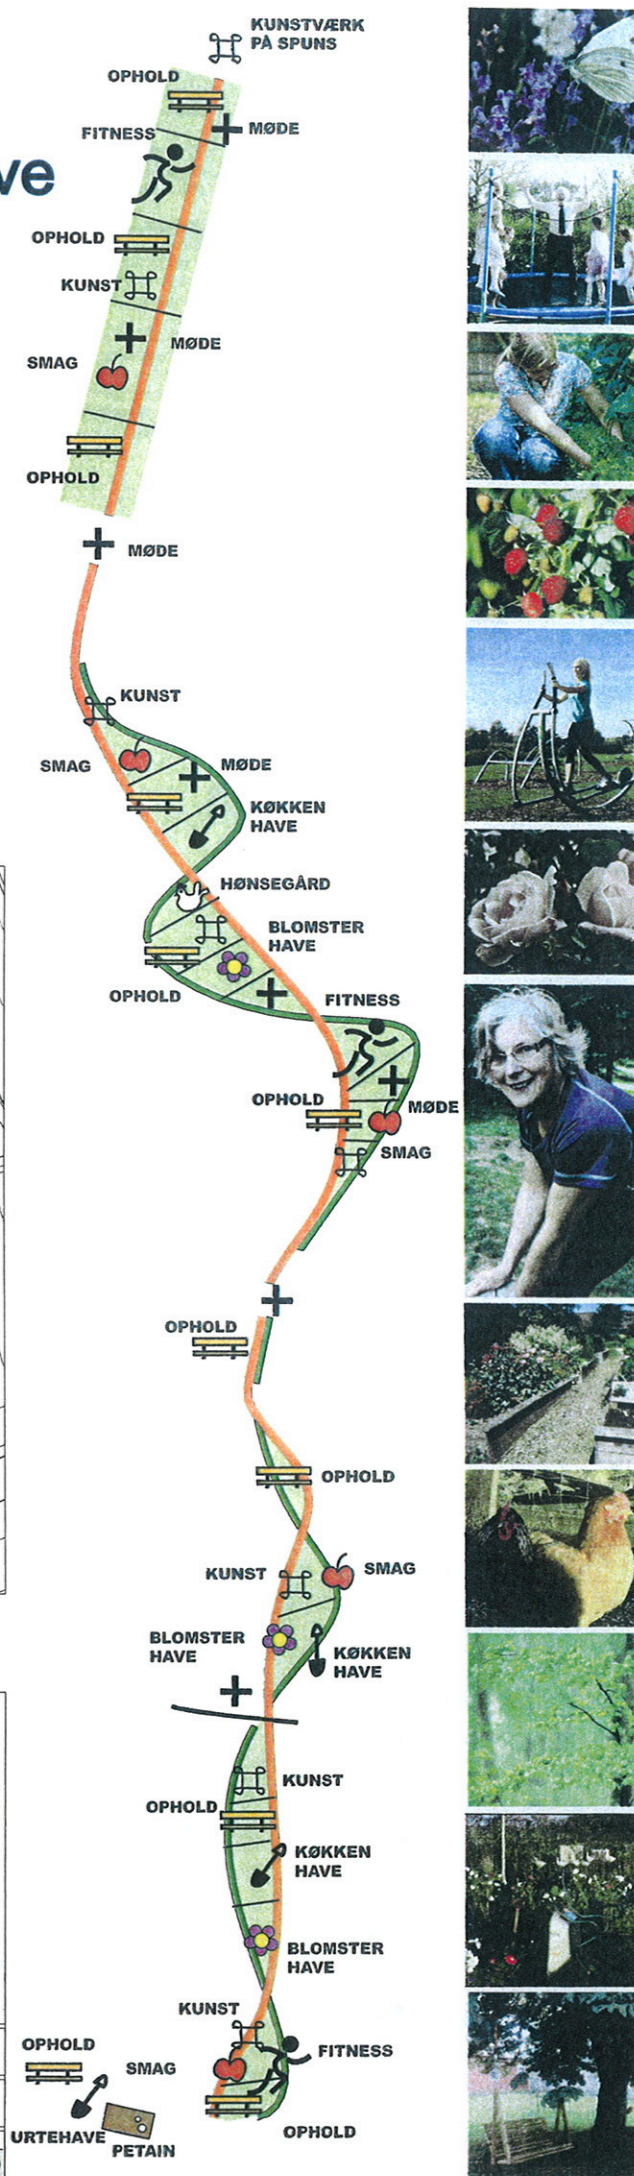 KUNSTVÆRK
PÅ SPUNS
OPHOLD
FITNESS
MØDE
ve
OPHOLD
KUNST
MØDE
SMAG
OPHOLD
MØDE
KUNST
SMAG
MØDE
KØKKEN
HAVE
HØNSEGÅRD
BLOMSTER
HAVE
OPHOLD
FITNESS
OPHOLD
MØDE
SMAG
OPHOLD
OPHOLD
KUNST
SMAG
BLOMSTER
HAVE
KØKKEN
HAVE
KUNST
OPHOLD
KØKKEN
HAVE
BLOMSTER
HAVE
KUNST
FITNESS
OPHOLD
SMAG
URTEHAVE
PETAIN
OPHOLD